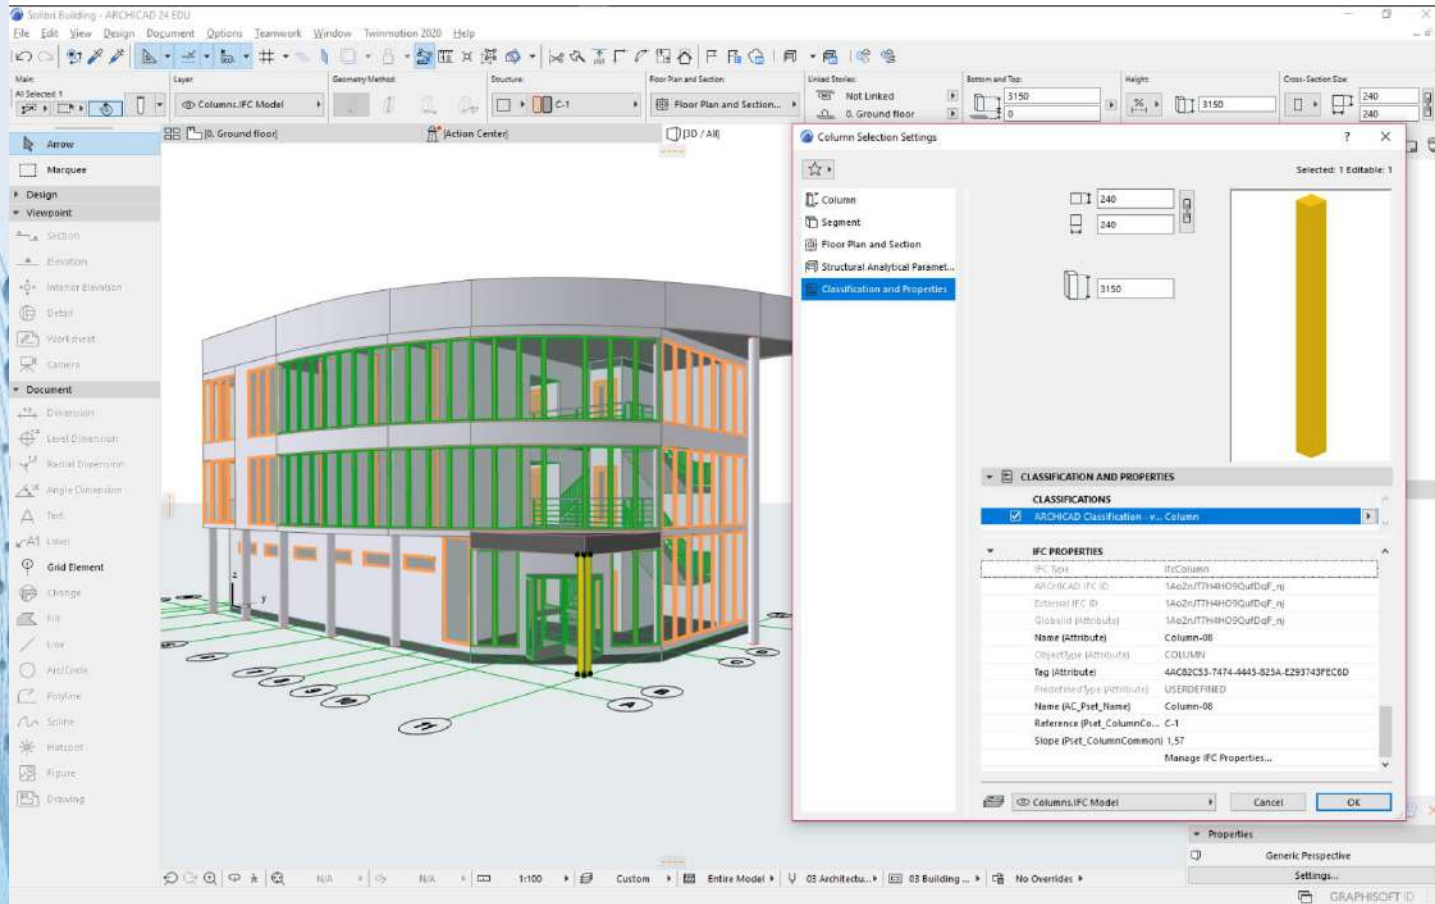 Solibri Building - ARCHICAD 24 EDU
File Edit View Design Document Options Teamwork Window Twinmotion 2020 Help
Main: Layer: Geometry Method: Structure: Floor Plan and Section: Linked Stories: Bottom and Top: Height: Cross-Section Size:
All Selected: 1
Columns.IFC Model
C-1
Floor Plan and Section...
Not Linked
0. Ground floor
3150
0
3150
240
240
[0. Ground floor]
[Action Center]
[3D / All]
Arrow
Marquee
Design
Viewpoint
Section
Elevation
Interior Elevation
Detail
Worksheet
Camera
Document
Dimension
Level Dimension
Radial Dimension
Angle Dimension
Text
A1 Label
Grid Element
Change
Fill
Line
Arc/Circle
Polyline
Spline
Hotspot
Figure
Drawing
z
y
7
8
9
10
11
A
B
C
D
Column Selection Settings
? X
Selected: 1 Editable: 1
Column
Segment
Floor Plan and Section
Structural Analytical Paramet...
Classification and Properties
240
240
3150
CLASSIFICATION AND PROPERTIES
CLASSIFICATIONS
ARCHICAD Classification - v... Column
IFC PROPERTIES
IFC Type IfcColumn
ARCHICAD IFC ID 1Ao2nJT7H4HO9QufDqF_nj
External IFC ID 1Ao2nJT7H4HO9QufDqF_nj
GlobalId (Attribute) 1Ao2nJT7H4HO9QufDqF_nj
Name (Attribute) Column-08
ObjectType (Attribute) COLUMN
Tag (Attribute) 4AC82C53-7474-4445-825A-E293743FEC6D
PredefinedType (Attribute) USERDEFINED
Name (AC_Pset_Name) Column-08
Reference (Pset_ColumnCo... C-1
Slope (Pset_ColumnCommon) 1,57
Manage IFC Properties...
Columns.IFC Model
Cancel OK
Properties
Generic Perspective
Settings...
N/A N/A 1:100 Custom Entire Model 03 Architectu... 03 Building ... No Overrides
GRAPHISOFT ID